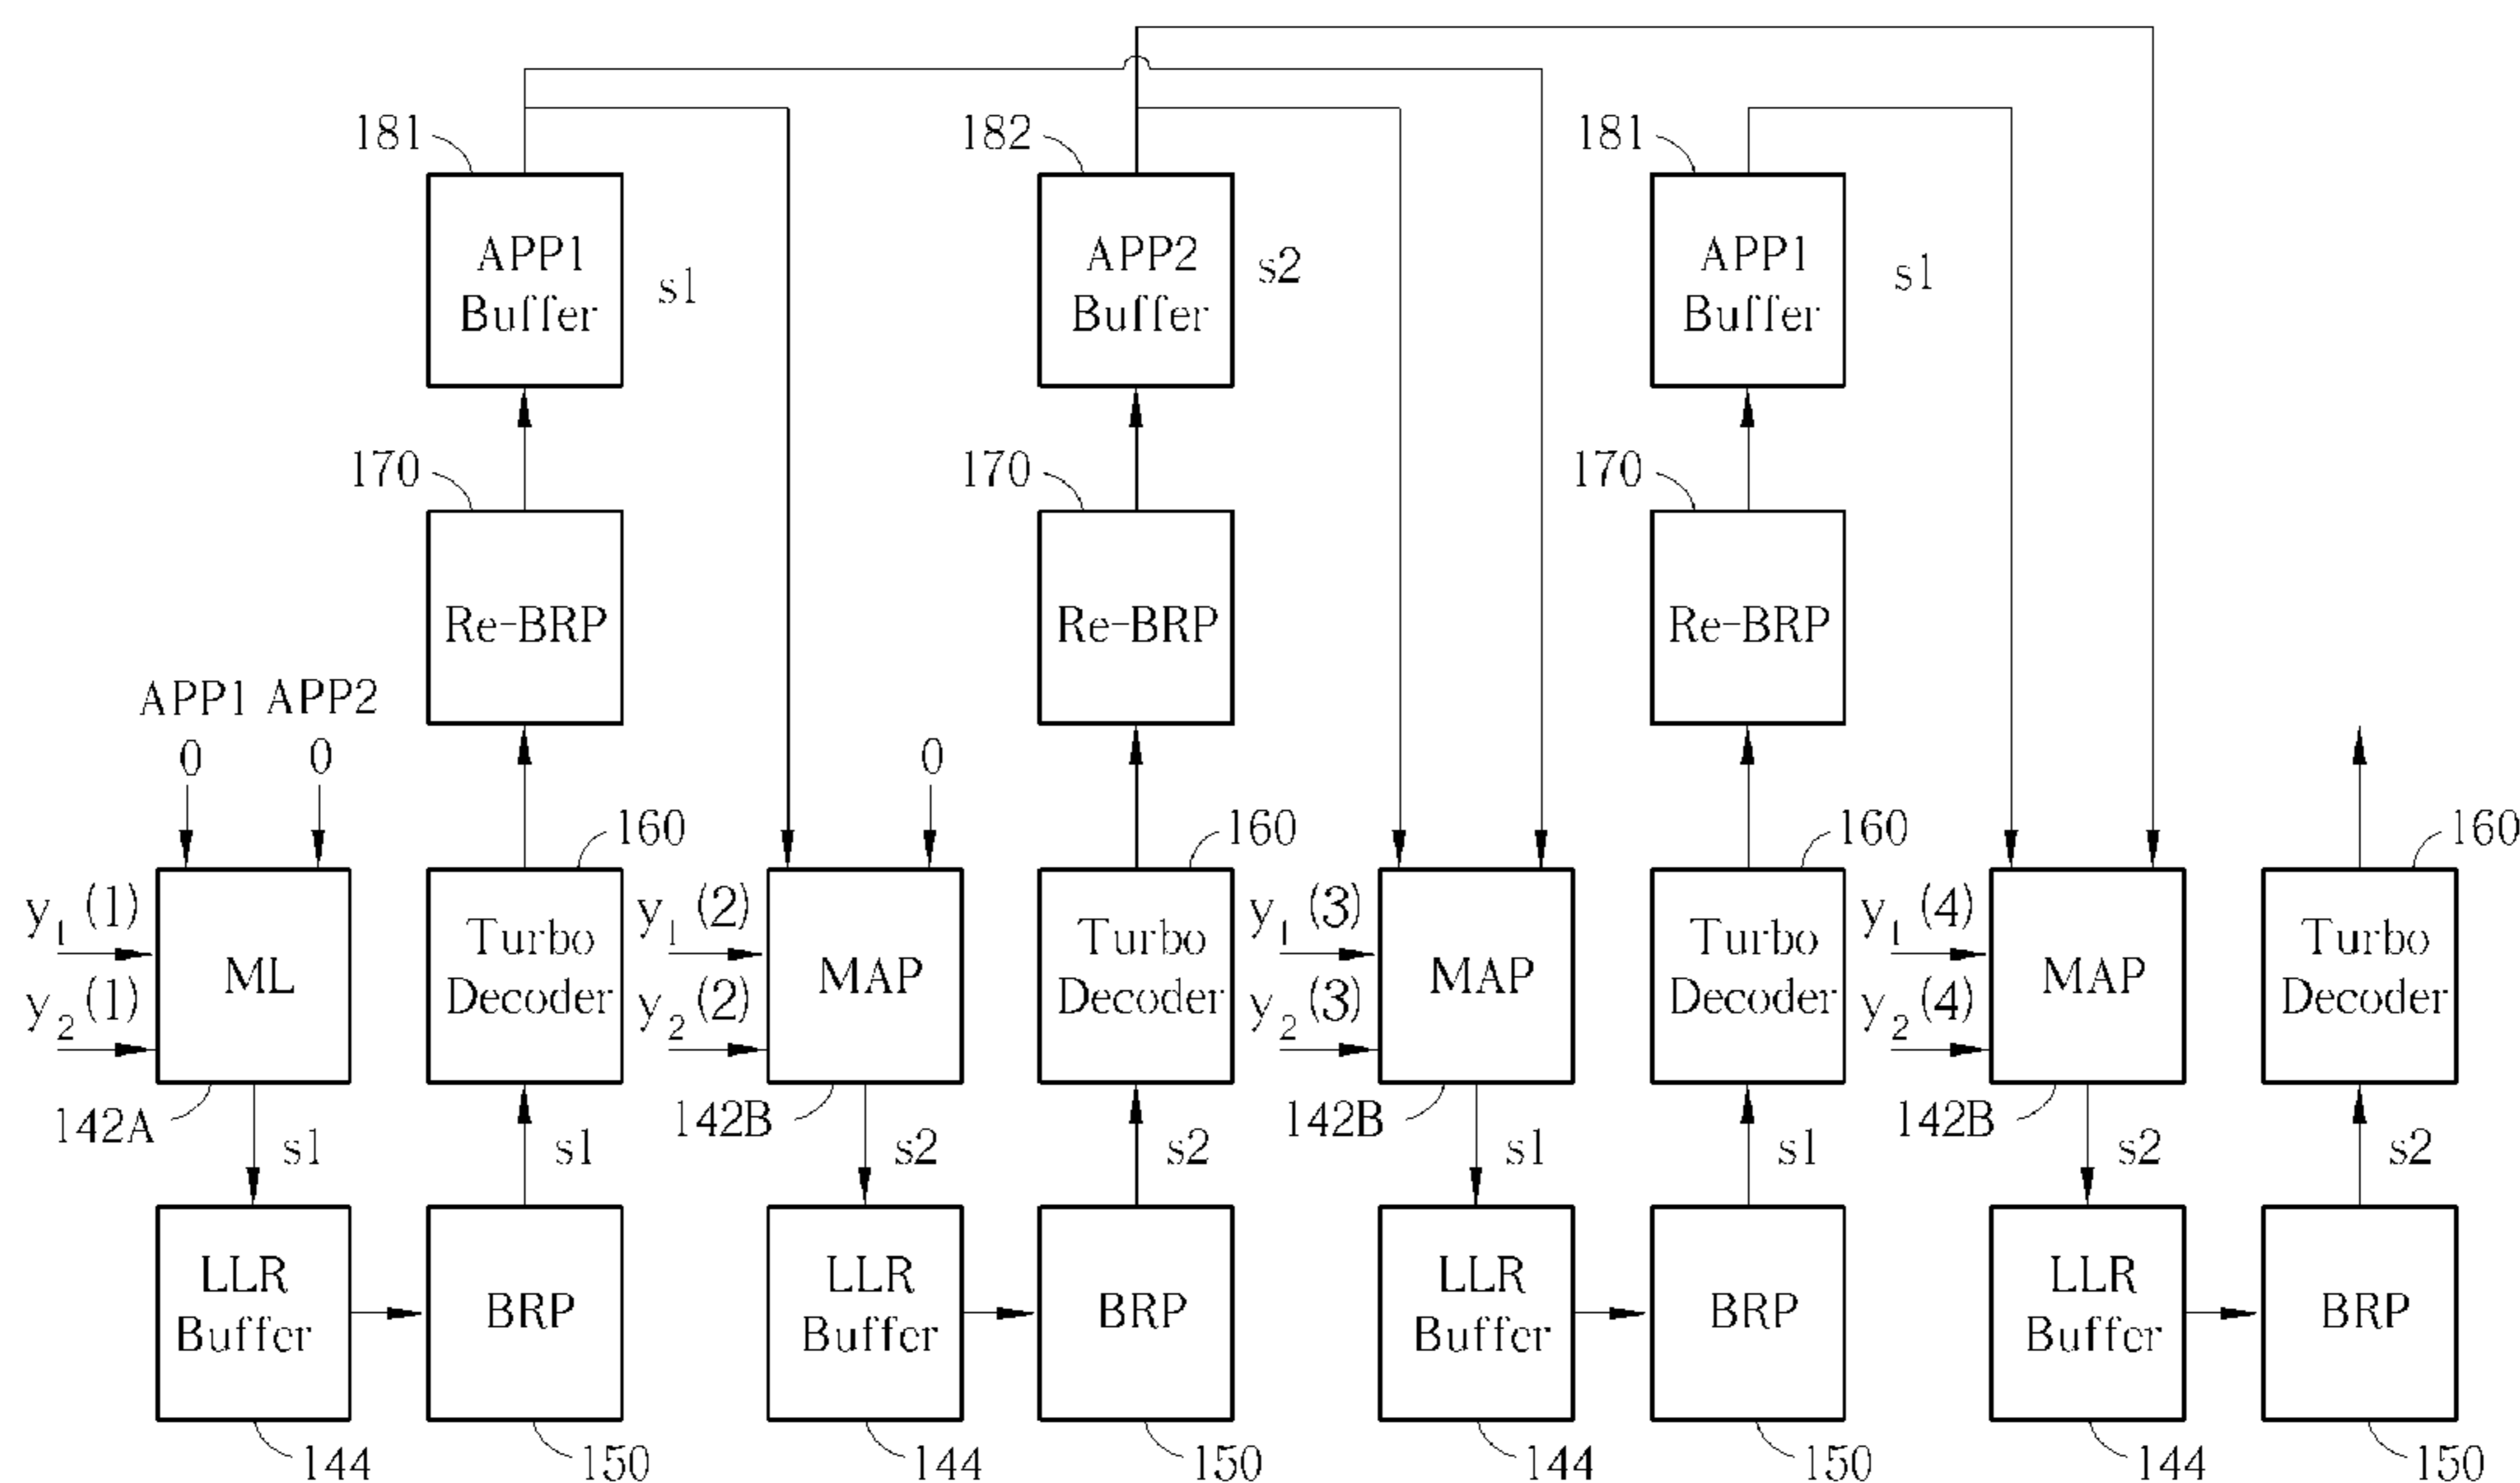 181
182
181
APP1
Buffer
s1
APP2
Buffer
s2
APP1
Buffer
s1
170
170
170
Re-BRP
Re-BRP
Re-BRP
APP1 APP2
0
0
0
160
160
160
160
y1(1)
y2(1)
ML
Turbo
Decoder
y1(2)
y2(2)
MAP
Turbo
Decoder
y1(3)
y2(3)
MAP
Turbo
Decoder
y1(4)
y2(4)
MAP
Turbo
Decoder
142A
s1
s1
142B
s2
s2
142B
s1
s1
142B
s2
s2
LLR
Buffer
BRP
LLR
Buffer
BRP
LLR
Buffer
BRP
LLR
Buffer
BRP
144
150
144
150
144
150
144
150